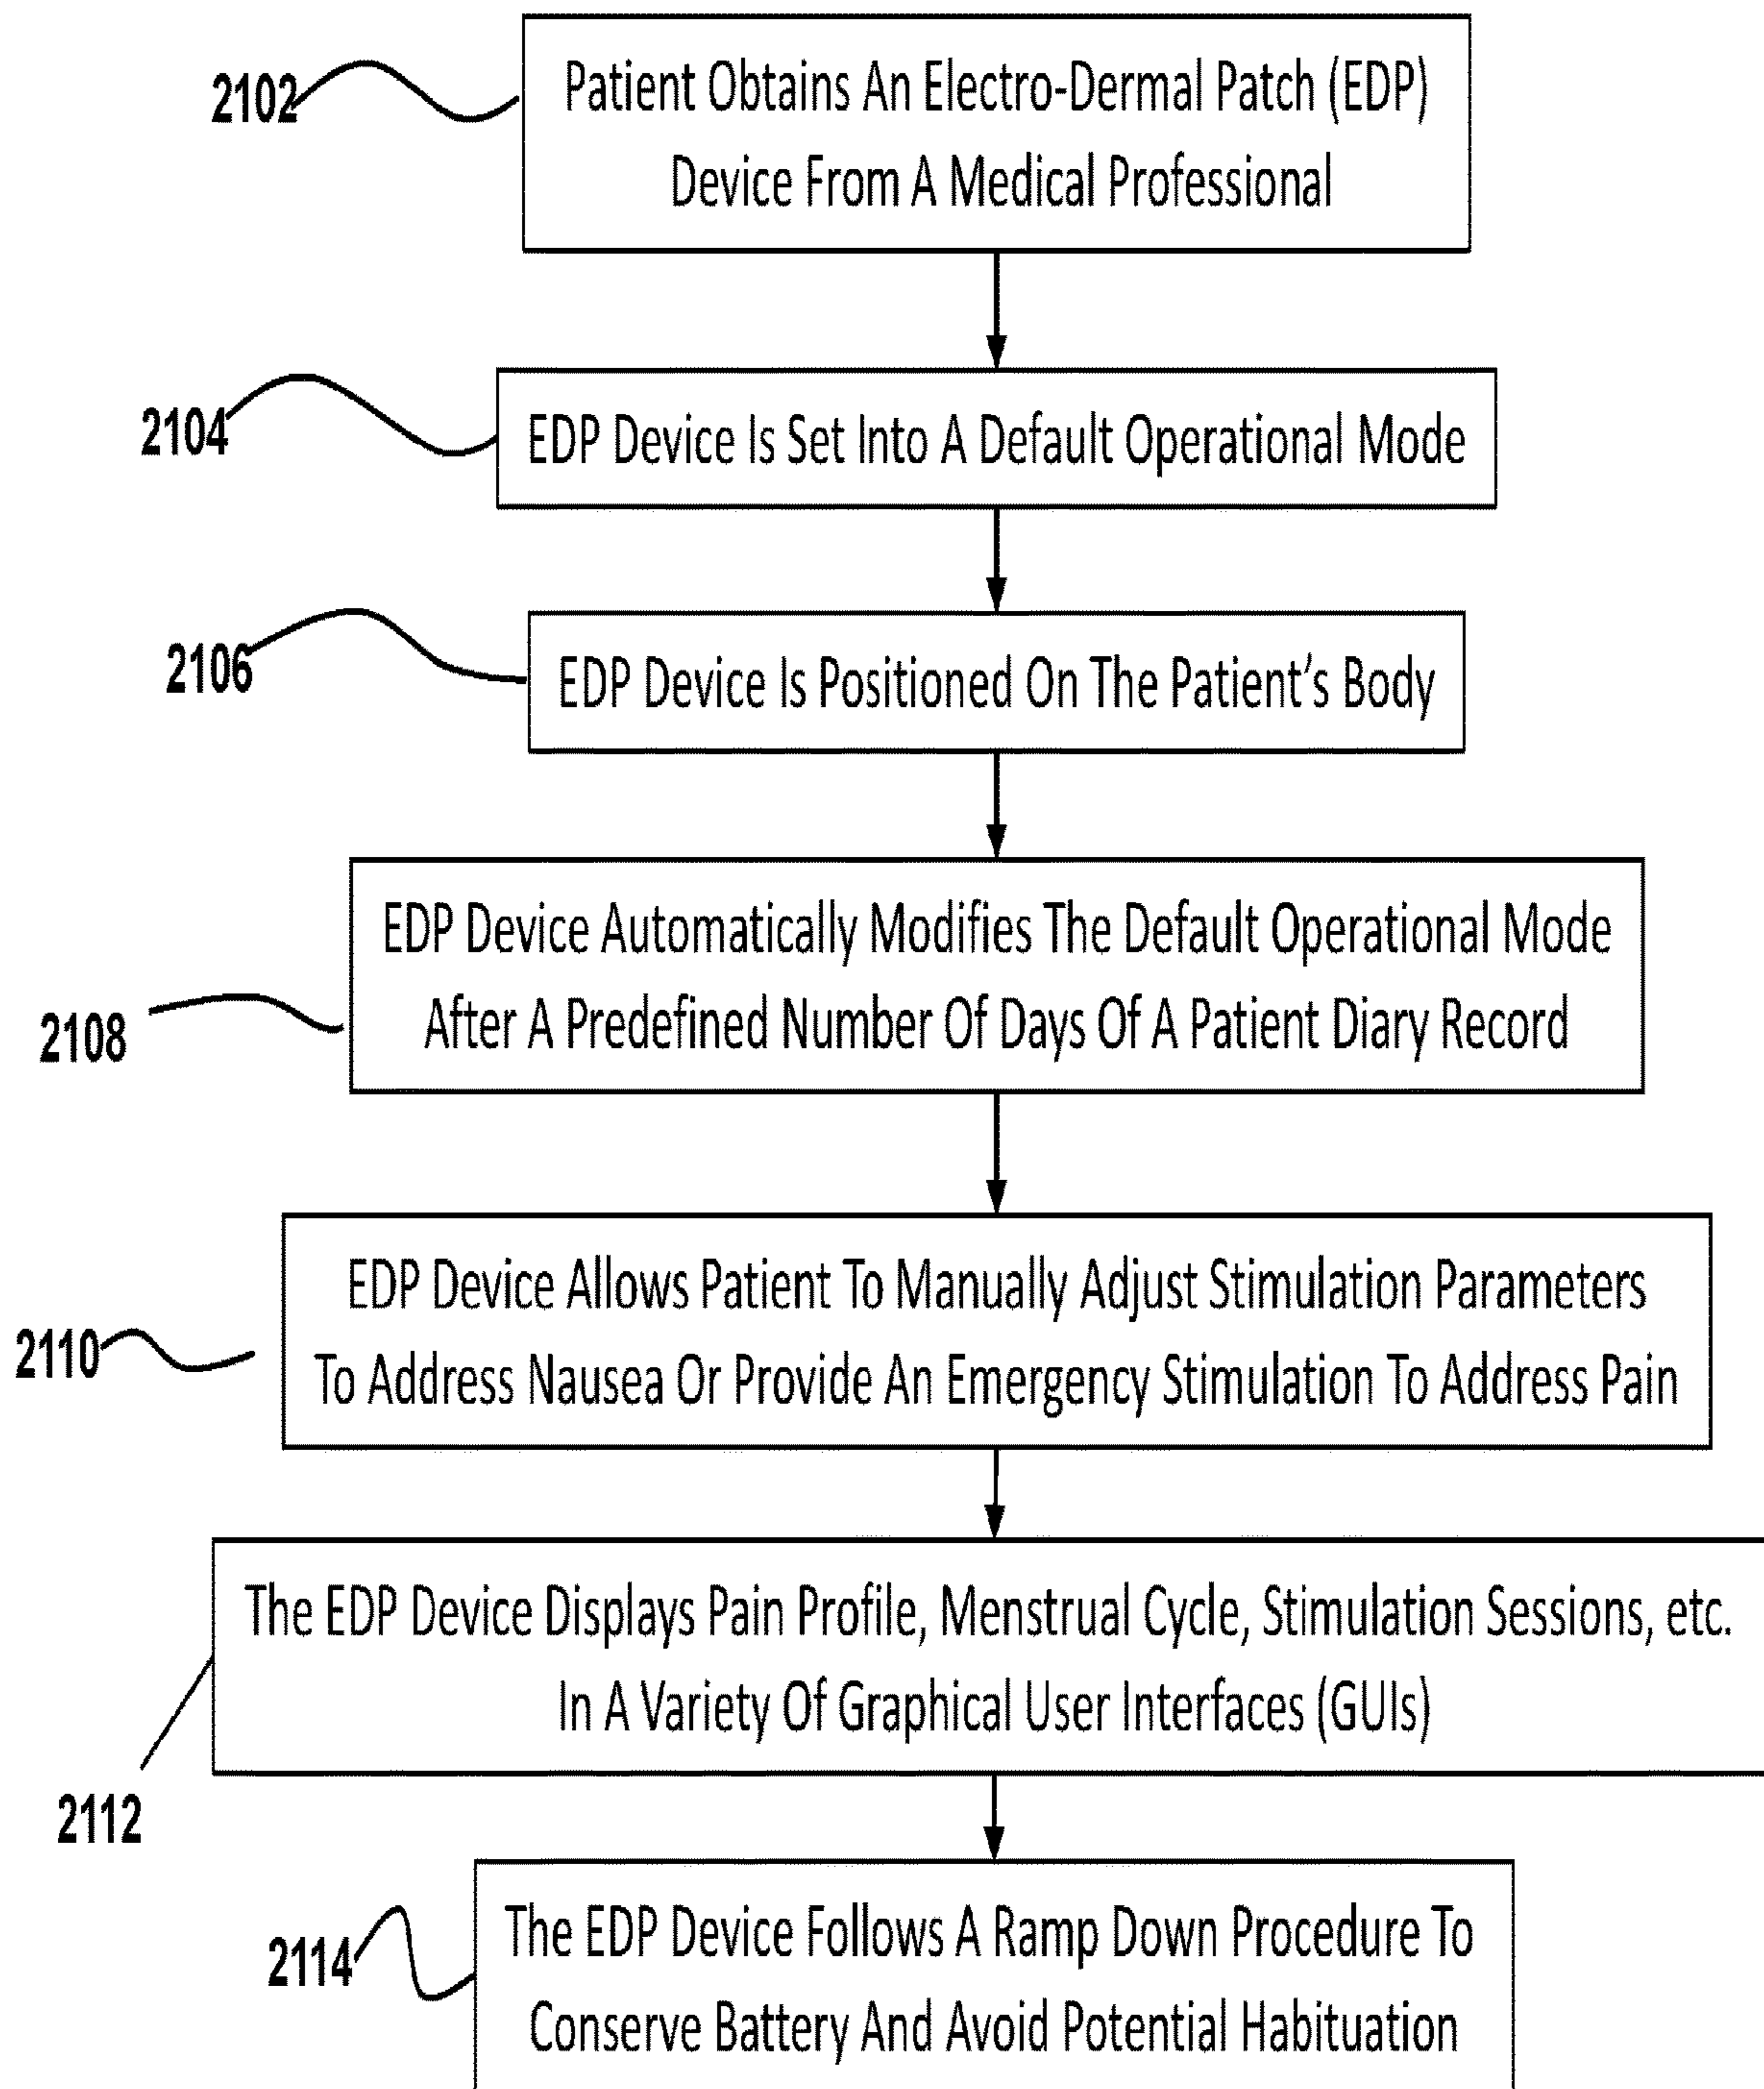 2102
Patient Obtains An Electro-Dermal Patch (EDP)
Device From A Medical Professional
2104
EDP Device Is Set Into A Default Operational Mode
2106
EDP Device Is Positioned On The Patient's Body
2108
EDP Device Automatically Modifies The Default Operational Mode
After A Predefined Number Of Days Of A Patient Diary Record
2110
EDP Device Allows Patient To Manually Adjust Stimulation Parameters
To Address Nausea Or Provide An Emergency Stimulation To Address Pain
2112
The EDP Device Displays Pain Profile, Menstrual Cycle, Stimulation Sessions, etc.
In A Variety Of Graphical User Interfaces (GUIs)
2114
The EDP Device Follows A Ramp Down Procedure To
Conserve Battery And Avoid Potential Habituation